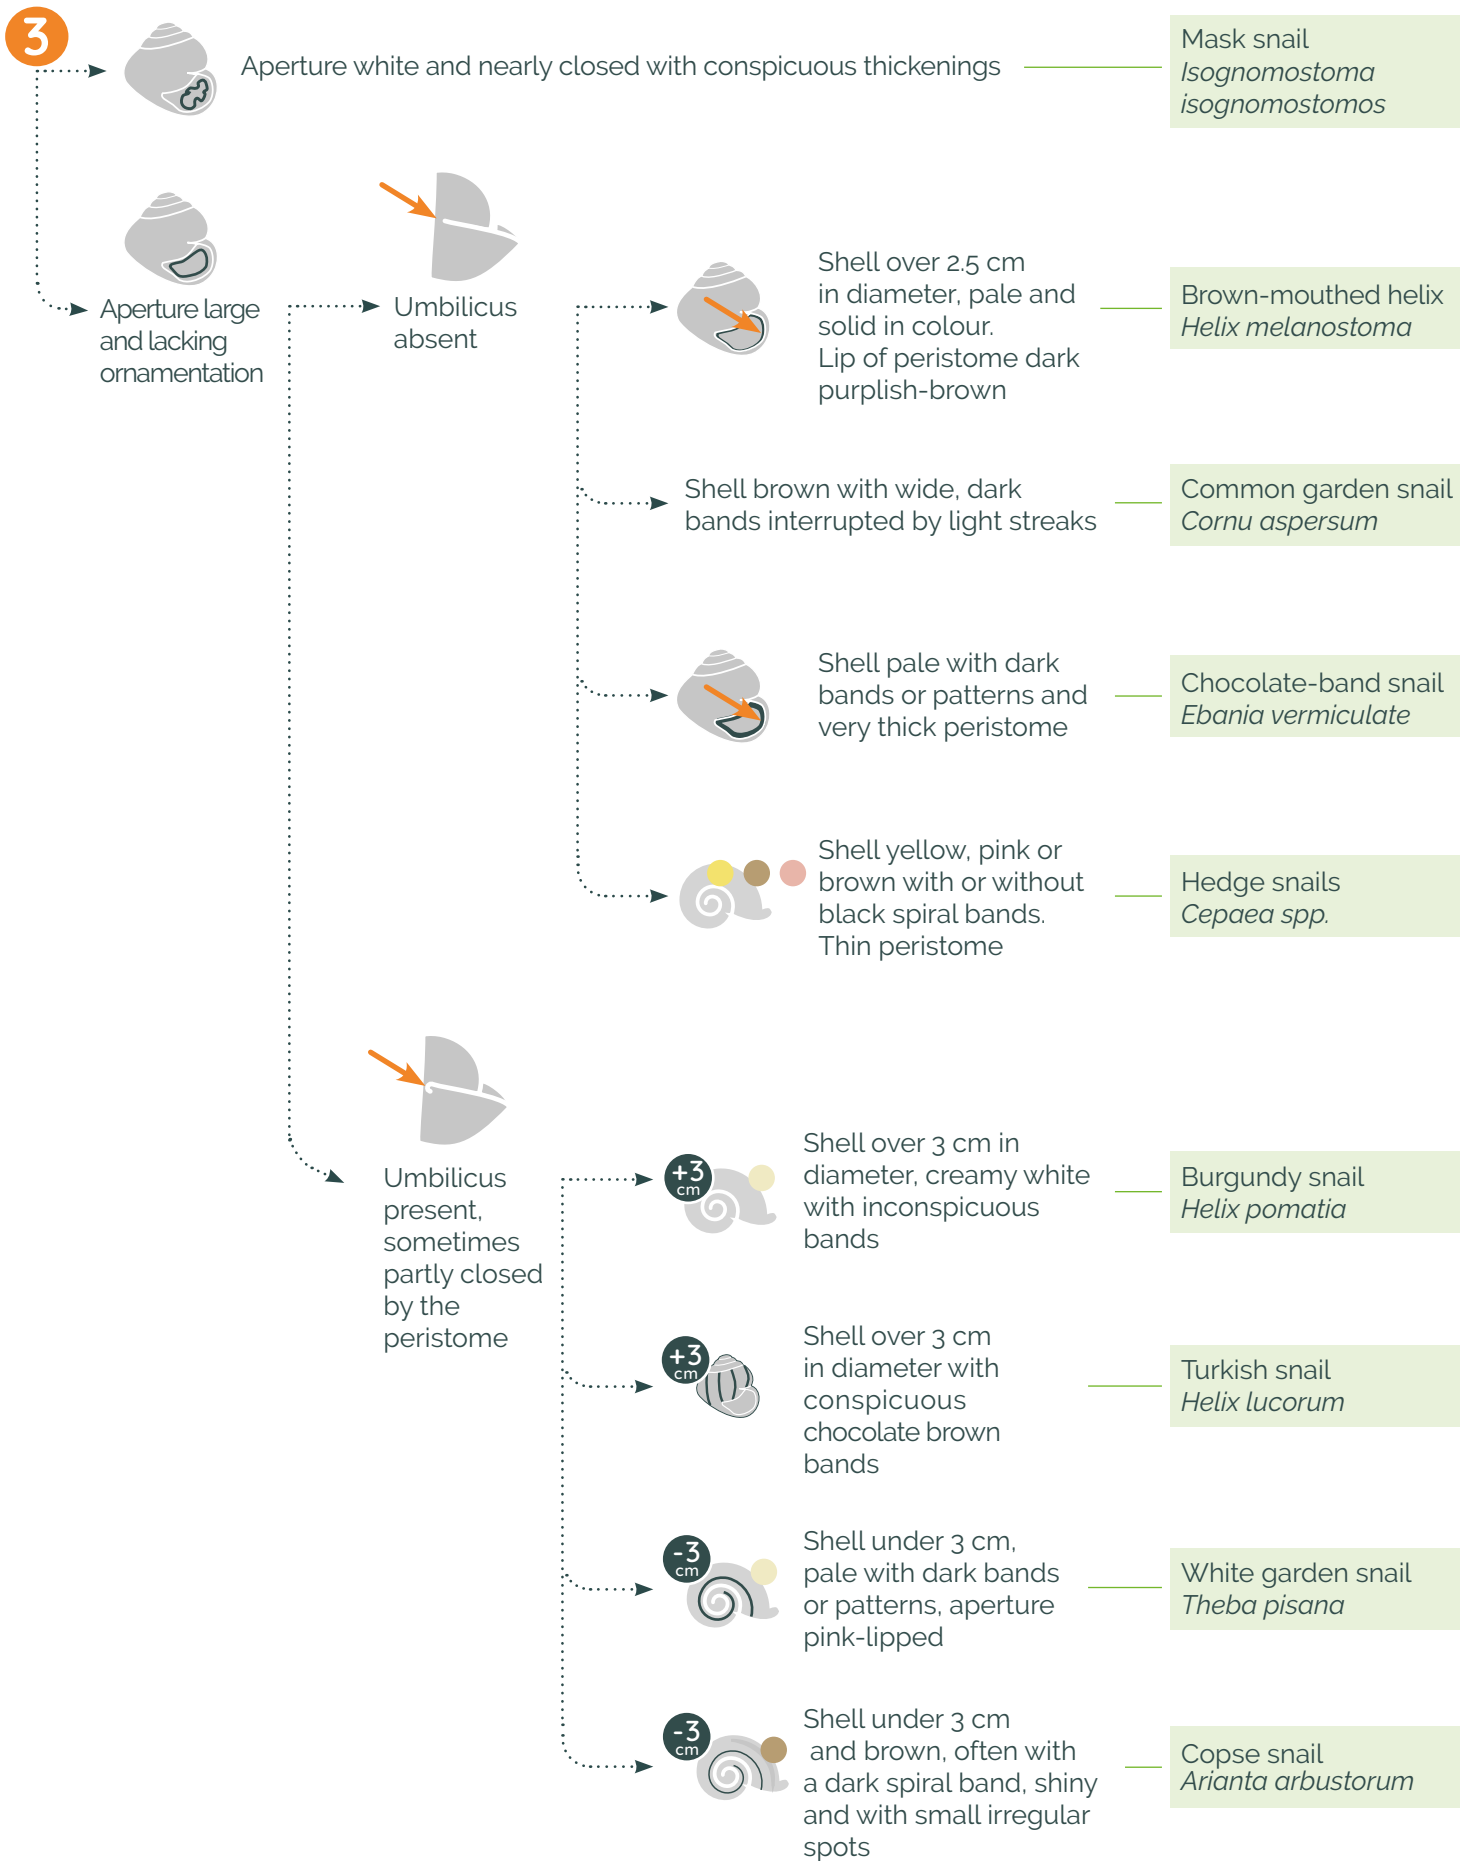 3
Aperture white and nearly closed with conspicuous thickenings
Mask snail
Isognomostoma
isognomostomos
Aperture large
and lacking
ornamentation
Umbilicus
absent
Shell over 2.5 cm
in diameter, pale and
solid in colour.
Lip of peristome dark
purplish-brown
Brown-mouthed helix
Helix melanostoma
Shell brown with wide, dark
bands interrupted by light streaks
Common garden snail
Cornu aspersum
Shell pale with dark
bands or patterns and
very thick peristome
Chocolate-band snail
Ebania vermiculate
Shell yellow, pink or
brown with or without
black spiral bands.
Thin peristome
Hedge snails
Cepaea spp.
Umbilicus
present,
sometimes
partly closed
by the
peristome
+3
cm
Shell over 3 cm in
diameter, creamy white
with inconspicuous
bands
Burgundy snail
Helix pomatia
+3
cm
Shell over 3 cm
in diameter with
conspicuous
chocolate brown
bands
Turkish snail
Helix lucorum
-3
cm
Shell under 3 cm,
pale with dark bands
or patterns, aperture
pink-lipped
White garden snail
Theba pisana
-3
cm
Shell under 3 cm
and brown, often with
a dark spiral band, shiny
and with small irregular
spots
Copse snail
Arianta arbustorum